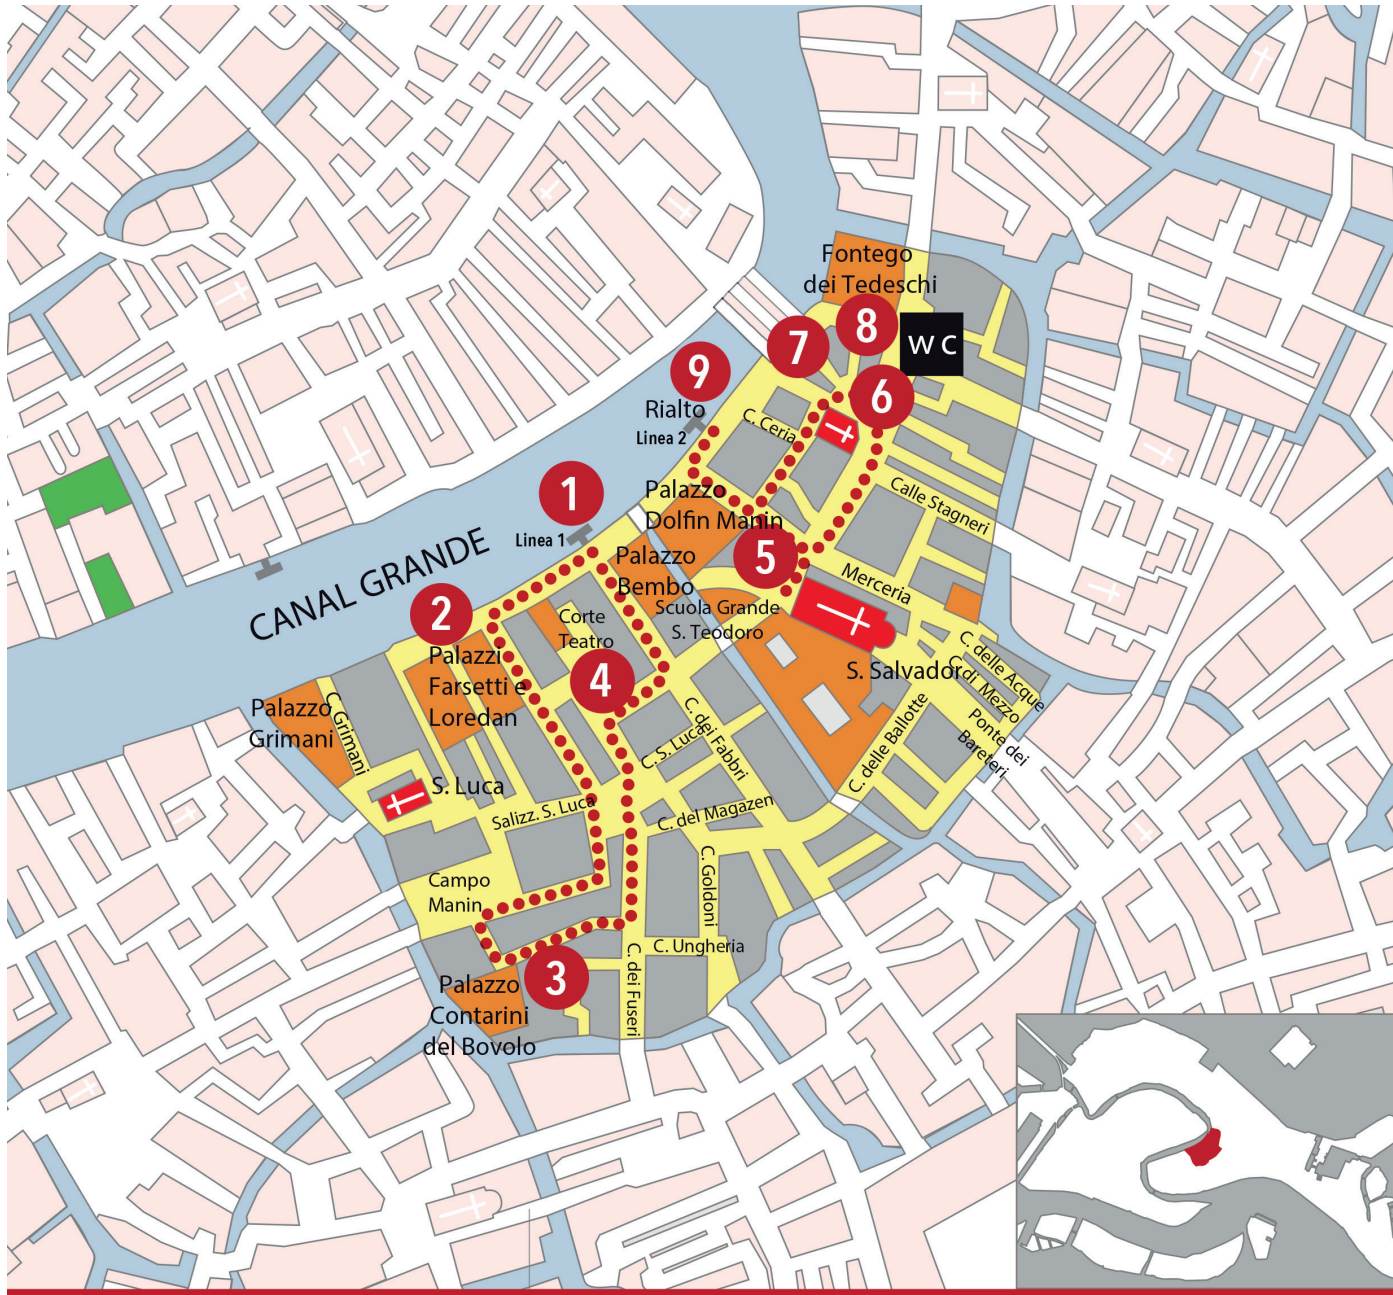 Fontego
dei Tedeschi
8
7
W C
9
6
Rialto
Linea 2
C. Ceria
1
Palazzo
Dolfin Manin
Calle Stagneri
Linea 1
CANAL GRANDE
5
Palazzo
Bembo
Merceria
2
Corte
Teatro
Scuola Grande
S. Teodoro
Palazzi
Farsetti e
Loredan
4
S. Salvador
C. delle Acque
C. di Mezzo
Palazzo
Grimani
C. Grimani
C. dei Fabbri
C. S. Luca
C. delle Ballotte
Ponte dei
Bareteri
S. Luca
Salizz. S. Luca
C. del Magazen
C. Goldoni
Campo
Manin
C. Ungheria
C. dei Fuseri
3
Palazzo
Contarini
del Bovolo